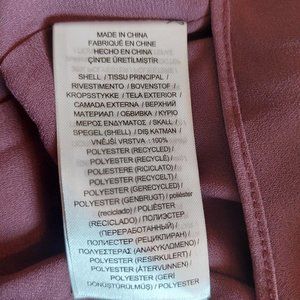 MADE IN CHINA
FABRIQUÉ EN CHINE
HECHO EN CHINA
ÇİN'DE ÜRETİLMİŞTİR
SHELL / TISSU PRINCIPAL /
RIVESTIMENTO / BOVENSTOF /
KROPSSTYKKE / TELA EXTERIOR /
CAMADA EXTERNA / ВЕРХНИЙ
МАТЕРИАЛ / ОБВИВКА / ΚΥΡΙΟ
ΜΕΡΟΣ ΕΝΔΥΜΑΤΟΣ / SKALL /
SPEGEL (SHELL) / DIŞ KATMAN /
VNĚJŠÍ VRSTVA : 100%
POLYESTER (RECYCLED) /
POLYESTER (RECYCLÉ) /
POLIESTERE (RICICLATO) /
POLYESTER (RECYCELT) /
POLYESTER (GERECYCLED) /
POLYESTER (GENBRUGT) / poliéster
(reciclado) / POLIÉSTER
(RECICLADO) / ПОЛИЭСТЕР
(ПЕРЕРАБОТАННЫЙ) /
ПОЛИЕСТЕР (РЕЦИКЛИРАН) /
ΠΟΛΥΕΣΤΕΡΑΣ (ΑΝΑΚΥΚΛΩΜΕΝΟ) /
POLYESTER (RESIRKULERT) /
POLYESTER (ÅTERVUNNEN) /
POLYESTER (GERİ
DÖNÜŞTÜRÜLMÜŞ) / POLYESTER